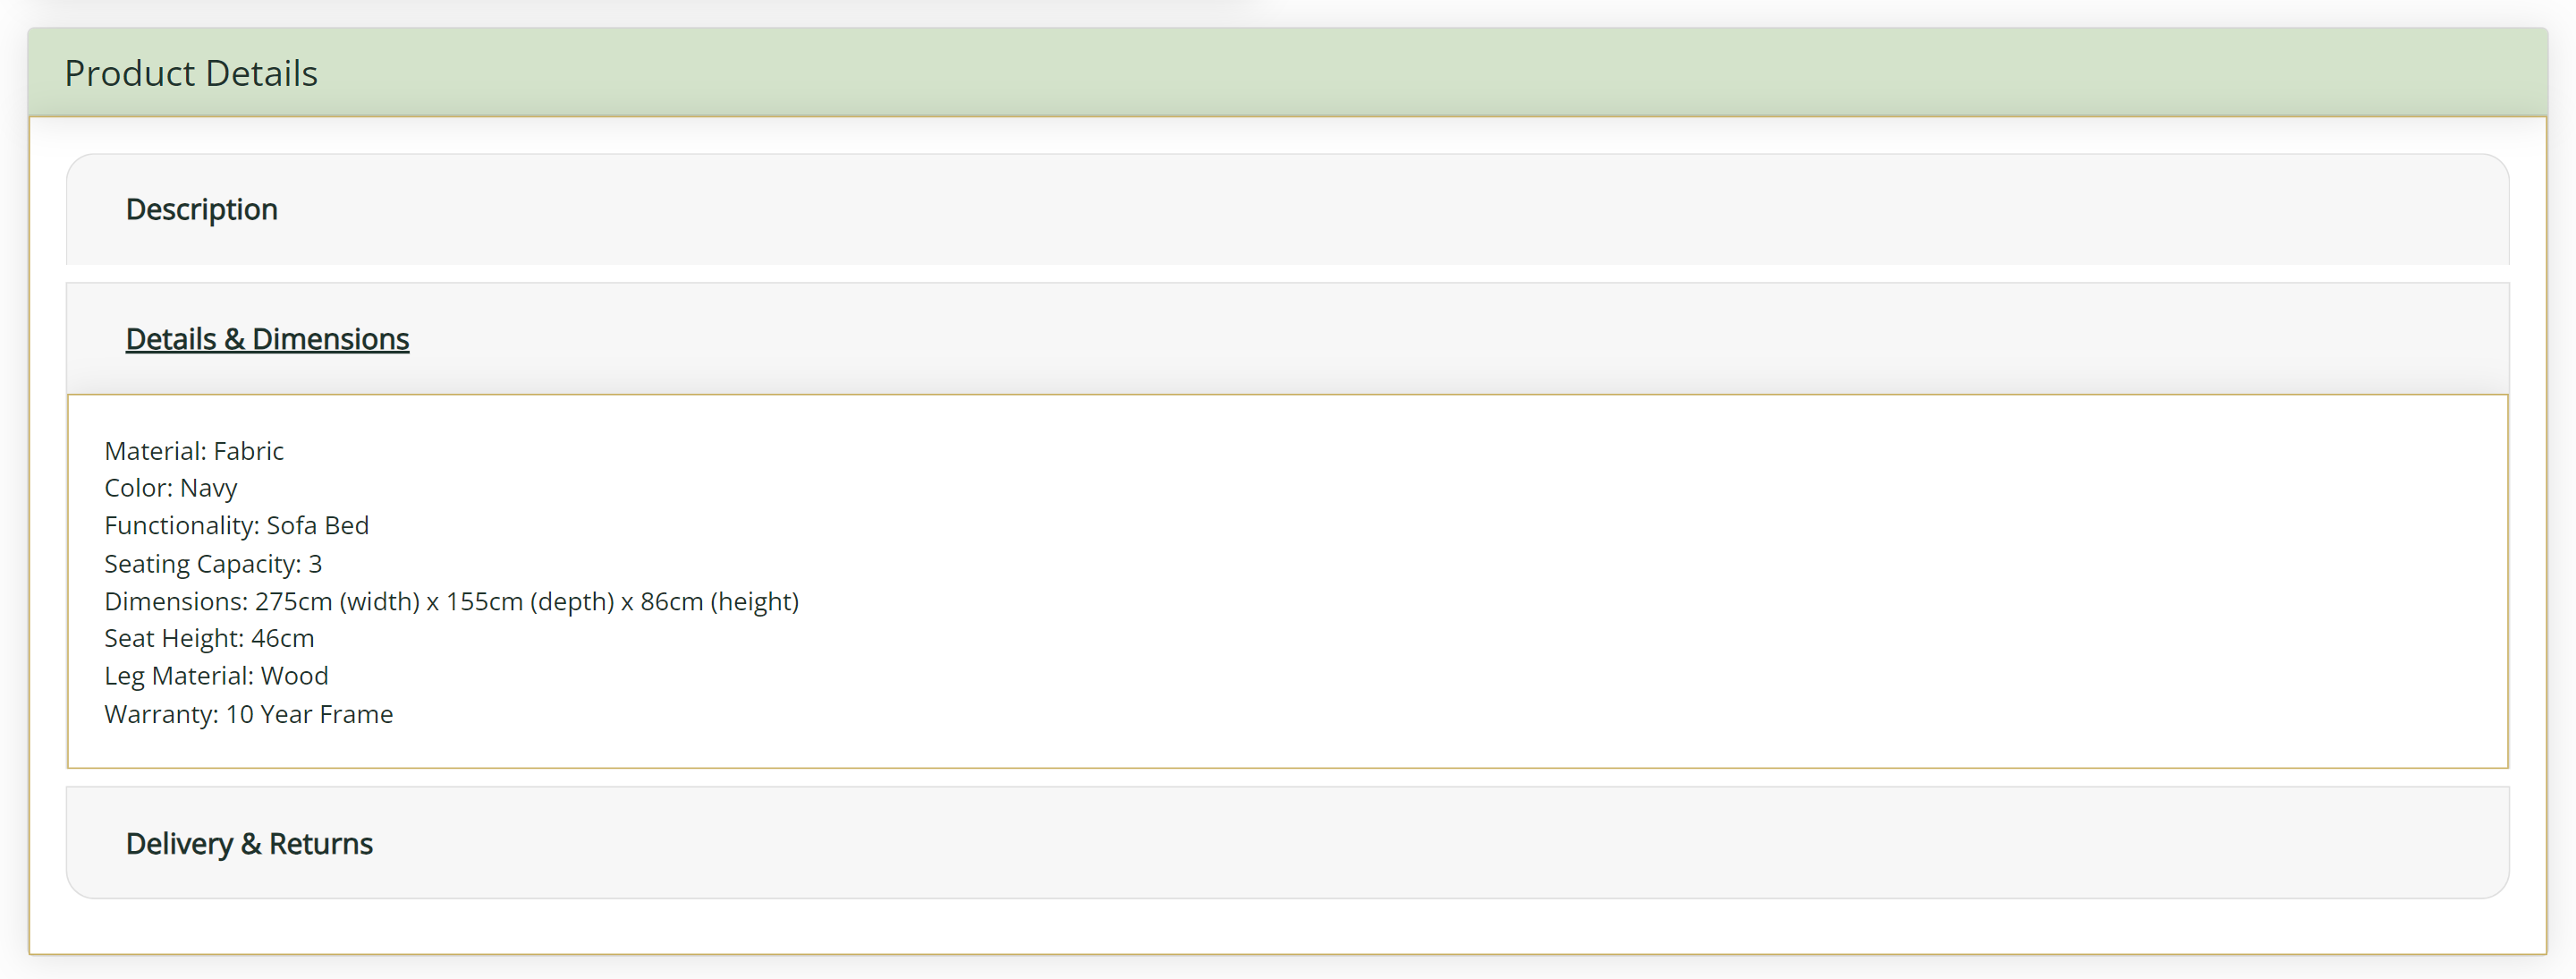 Product Details
Description
Details & Dimensions
Material: Fabric
Color: Navy
Functionality: Sofa Bed
Seating Capacity: 3
Dimensions: 275cm (width) x 155cm (depth) x 86cm (height)
Seat Height: 46cm
Leg Material: Wood
Warranty: 10 Year Frame
Delivery & Returns